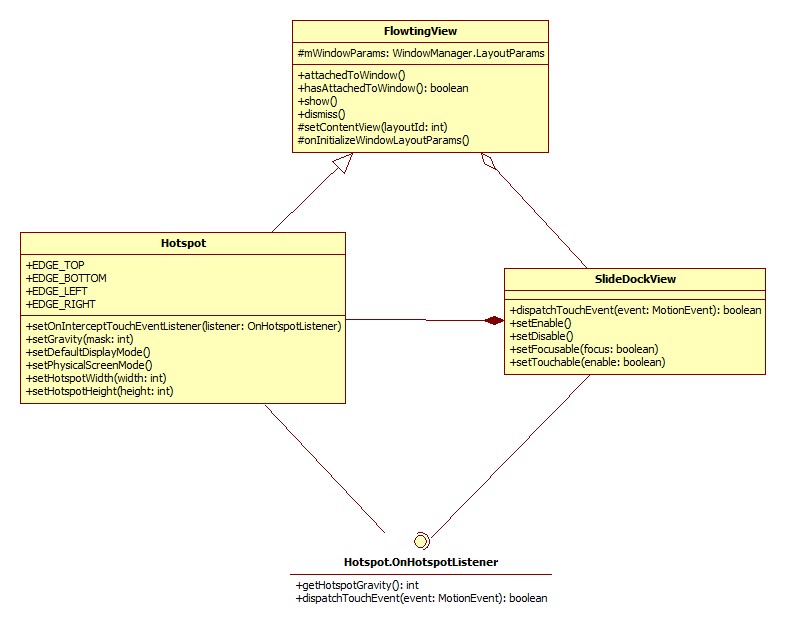 FlowtingView
#mWindowParams: WindowManager.LayoutParams
+attachedToWindow()
+hasAttachedToWindow(): boolean
+show()
+dismiss()
#setContentView(layoutId: int)
#onInitializeWindowLayoutParams()
Hotspot
+EDGE_TOP
+EDGE_BOTTOM
+EDGE_LEFT
+EDGE_RIGHT
+setOnInterceptTouchEventListener(listener: OnHotspotListener)
+setGravity(mask: int)
+setDefaultDisplayMode()
+setPhysicalScreenMode()
+setHotspotWidth(width: int)
+setHotspotHeight(height: int)
SlideDockView
+dispatchTouchEvent(event: MotionEvent): boolean
+setEnable()
+setDisable()
+setFocusable(focus: boolean)
+setTouchable(enable: boolean)
Hotspot.OnHotspotListener
+getHotspotGravity(): int
+dispatchTouchEvent(event: MotionEvent): boolean